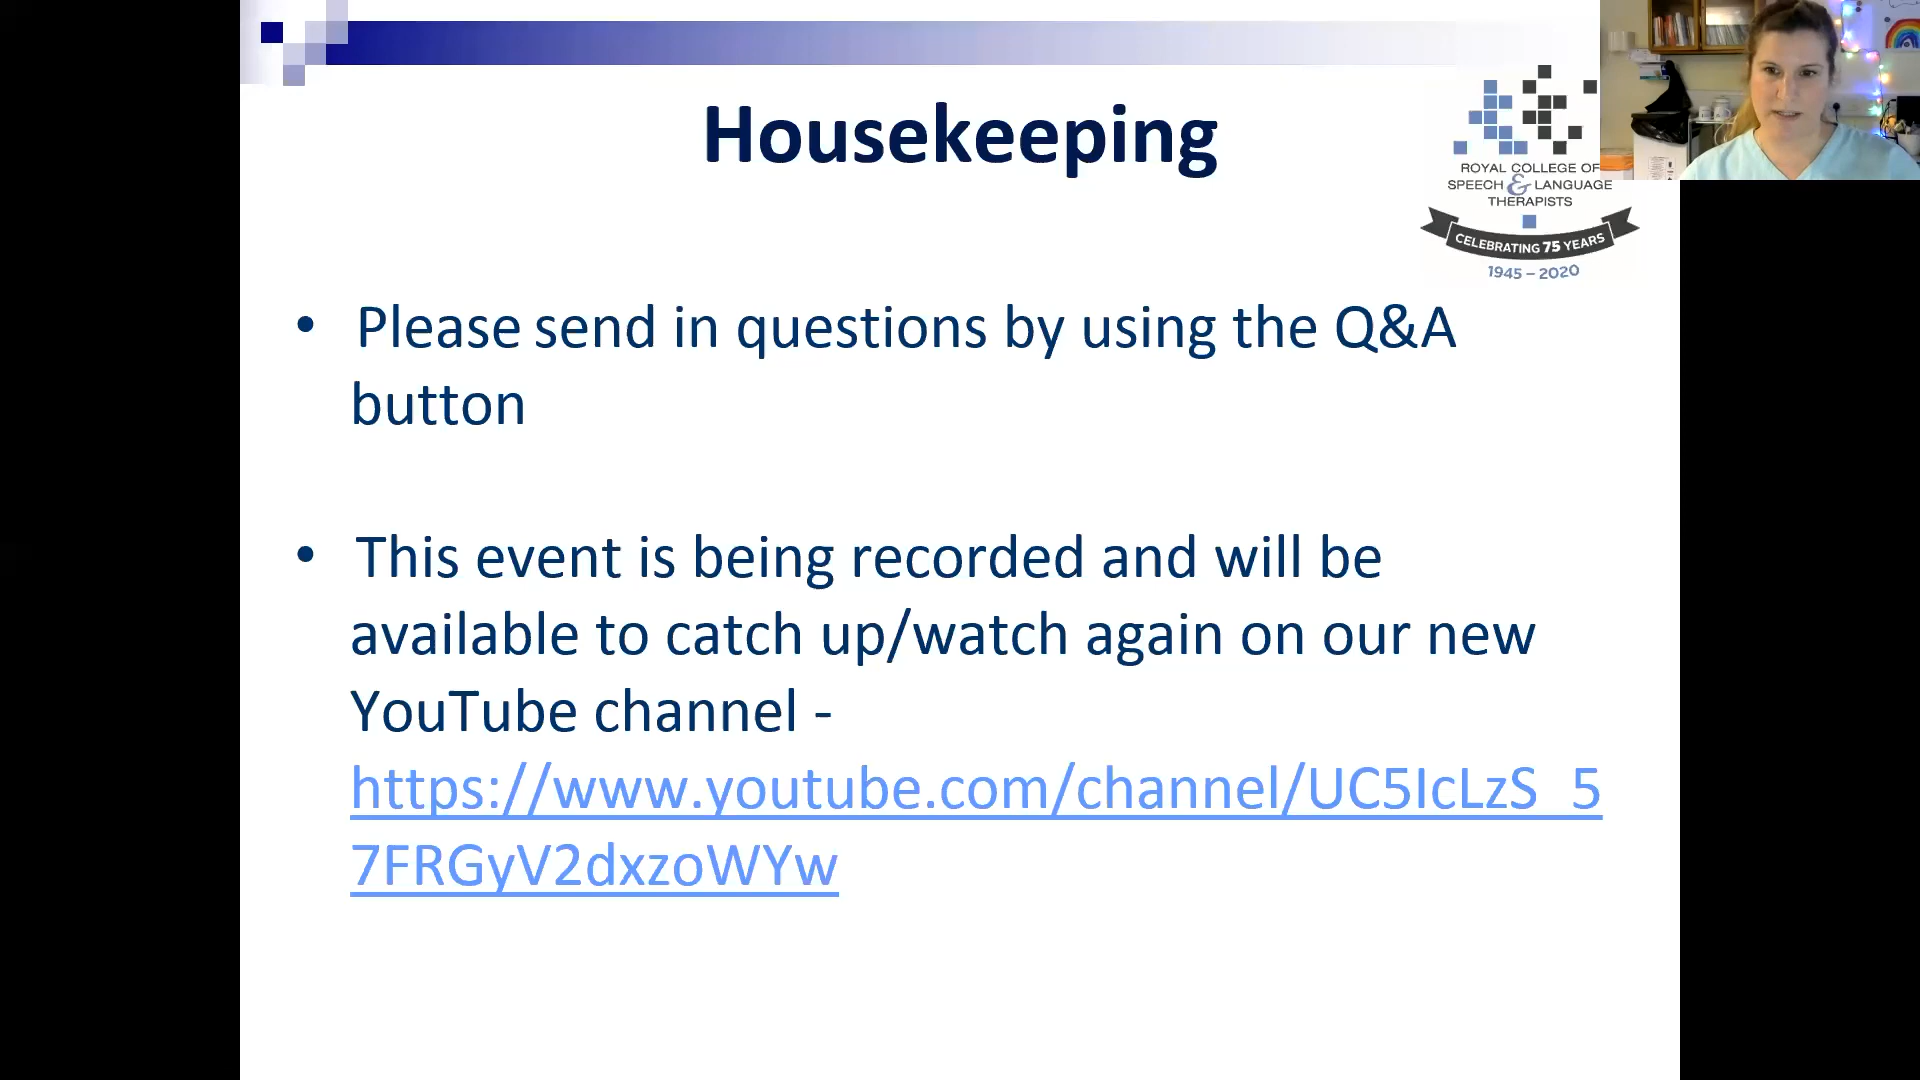 Housekeeping
ROYAL COLLEGE OF
SPEECH & LANGUAGE
THERAPISTS
CELEBRATING 75 YEARS
1945 – 2020
• Please send in questions by using the Q&A
button
• This event is being recorded and will be
available to catch up/watch again on our new
YouTube channel -
https://www.youtube.com/channel/UC5IcLzS_5
7FRGyV2dxzoWYw